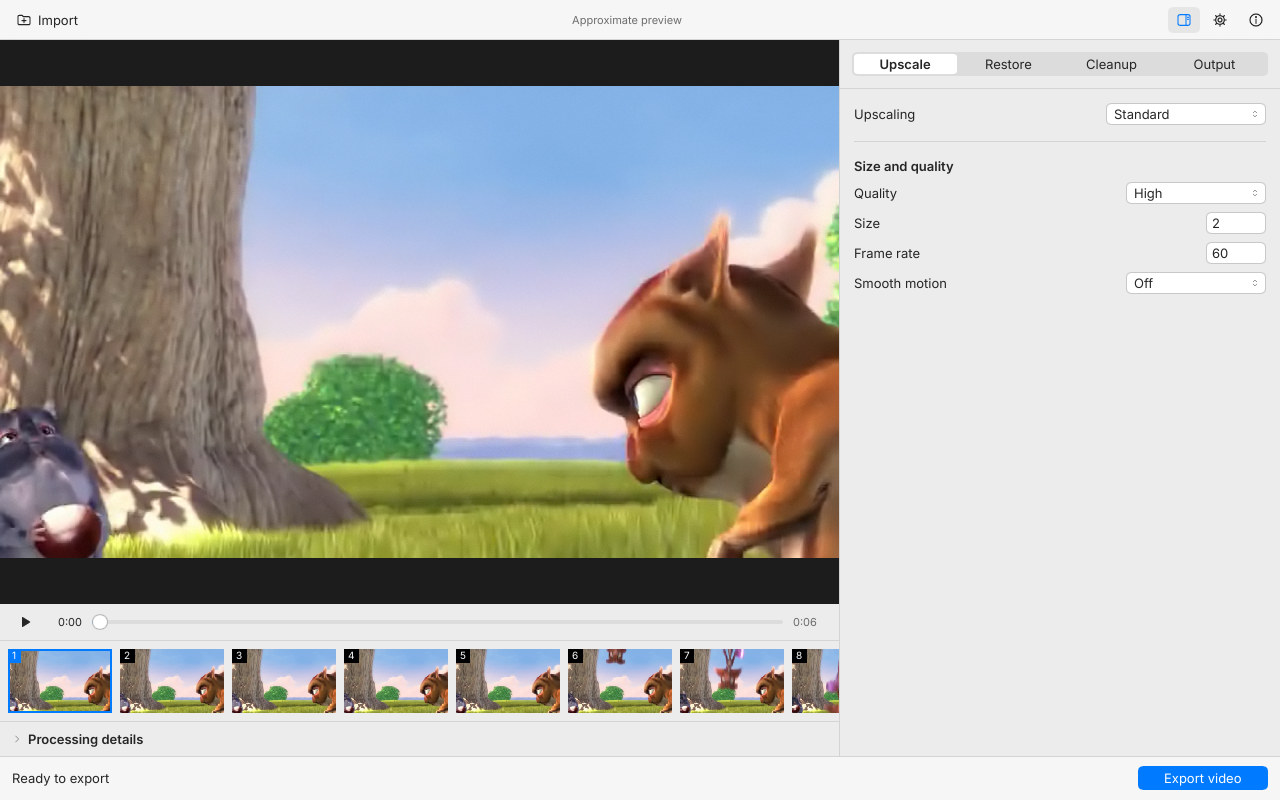 Import
Approximate preview
Upscale Restore Cleanup Output
Upscaling Standard
Size and quality
Quality High
Size 2
Frame rate 60
Smooth motion Off
0:00 0:06
1 2 3 4 5 6 7 8
Processing details
Ready to export
Export video